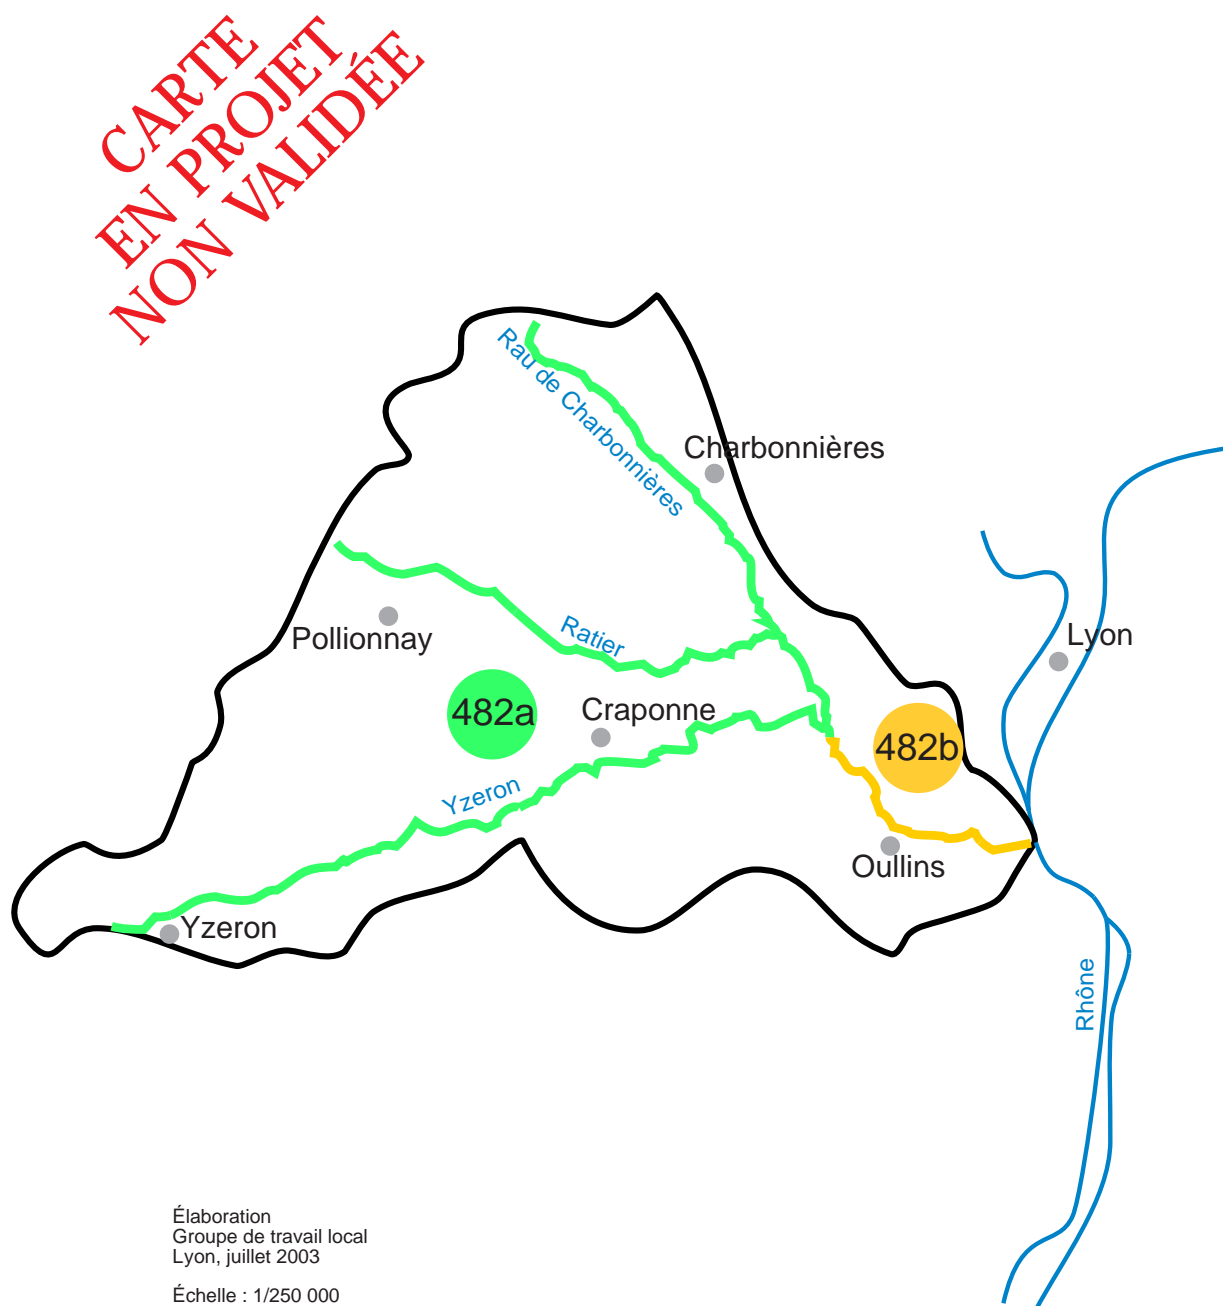 CARTE
EN PROJET
NON VALIDÉE
Rau de Charbonnières
Charbonnières
Lyon
Pollionnay
Ratier
482a
Craponne
482b
Yzeron
Oullins
Yzeron
Rhône
Élaboration
Groupe de travail local
Lyon, juillet 2003
Échelle : 1/250 000